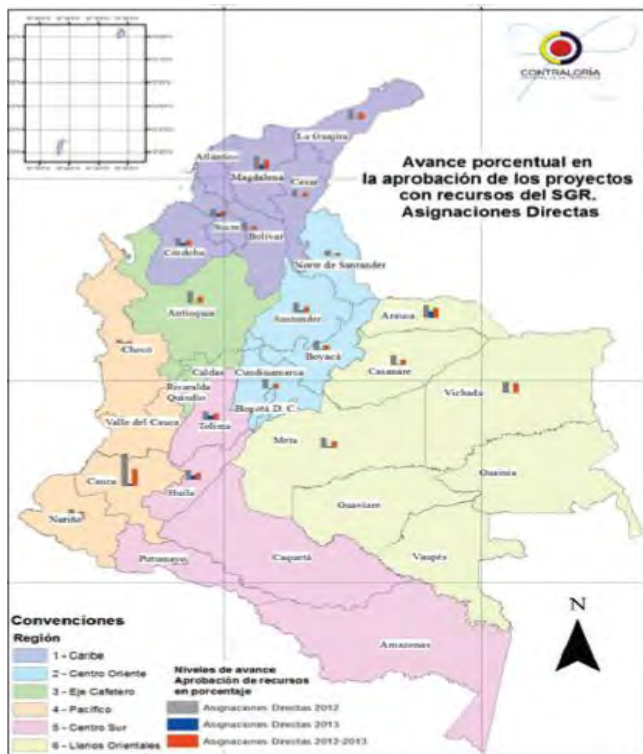 CONTRALORÍA
Avance porcentual en
la aprobación de los proyectos
con recursos del SGR.
Asignaciones Directas
La Guajira
Atlántico
Magdalena
Cesar
Sucre
Bolívar
Córdoba
Norte de Santander
Antioquia
Santander
Arauca
Boyacá
Chocó
Casanare
Caldas
Cundinamarca
Vichada
Risaralda
Quindío
Bogotá D. C.
Valle del Cauca
Tolima
Meta
Cauca
Guainía
Huila
Guaviare
Nariño
Vaupés
Putumayo
Caquetá
Amazonas
N
Convenciones
Región
1 - Caribe
2 - Centro Oriente
3 - Eje Cafetero
4 - Pacífico
5 - Centro Sur
6 - Llanos Orientales
Niveles de avance
Aprobación de recursos
en porcentaje
Asignaciones Directas 2012
Asignaciones Directas 2013
Asignaciones Directas 2012-2013